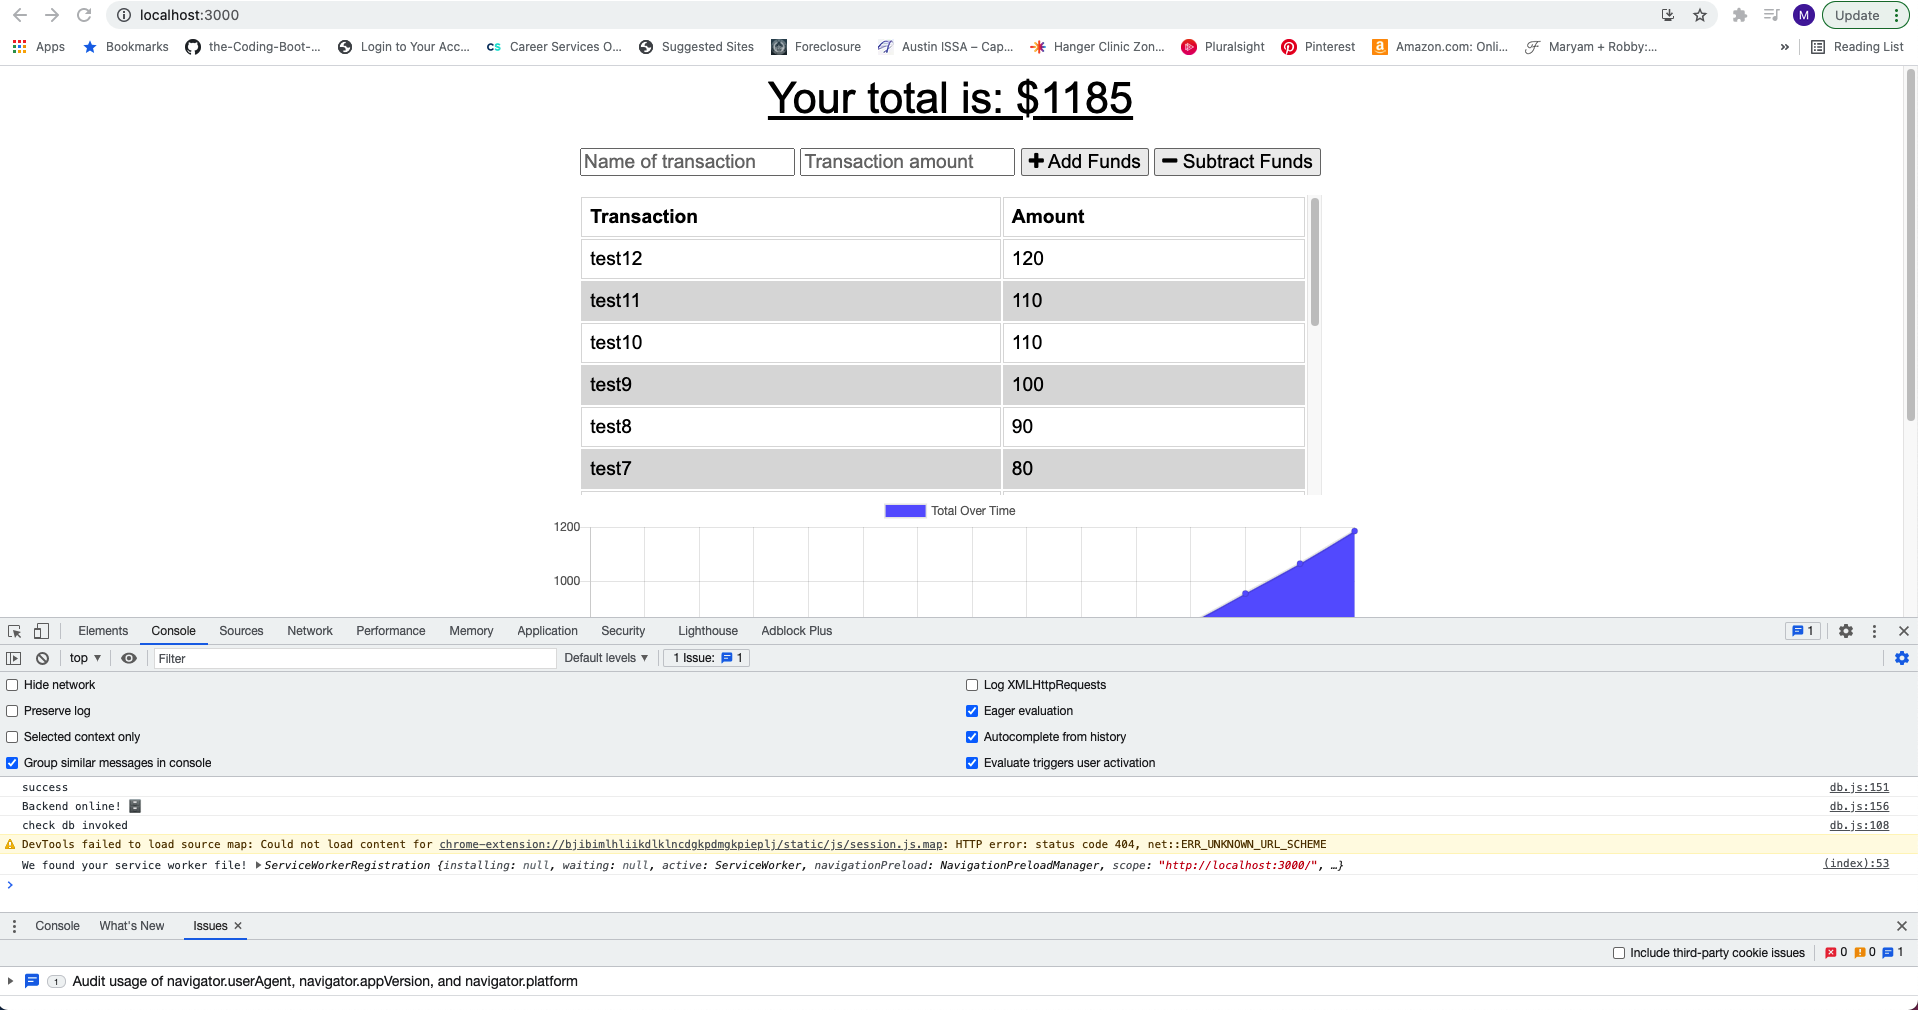 localhost:3000
M
Update
Apps Bookmarks the-Coding-Boot-... Login to Your Acc... CS Career Services O... Suggested Sites Foreclosure Austin ISSA – Cap... Hanger Clinic Zon... Pluralsight Pinterest Amazon.com: Onli... Maryam + Robby:... » Reading List
Your total is: $1185
Name of transaction Transaction amount Add Funds Subtract Funds
Transaction Amount
test12 120
test11 110
test10 110
test9 100
test8 90
test7 80
Total Over Time
1200
1000
Elements Console Sources Network Performance Memory Application Security Lighthouse Adblock Plus 1
top ▼ Filter Default levels ▼ 1 Issue: 1
Hide network Log XMLHttpRequests
Preserve log Eager evaluation
Selected context only Autocomplete from history
Group similar messages in console Evaluate triggers user activation
success db.js:151
Backend online! 🗄️ db.js:156
check db invoked db.js:108
DevTools failed to load source map: Could not load content for chrome-extension://bjibimlhliikdlklncdgkpdmgkpieplj/static/js/session.js.map: HTTP error: status code 404, net::ERR_UNKNOWN_URL_SCHEME
We found your service worker file! ▶ServiceWorkerRegistration {installing: null, waiting: null, active: ServiceWorker, navigationPreload: NavigationPreloadManager, scope: "http://localhost:3000/", …} (index):53
Console What's New Issues
Include third-party cookie issues 0 0 1
1 Audit usage of navigator.userAgent, navigator.appVersion, and navigator.platform